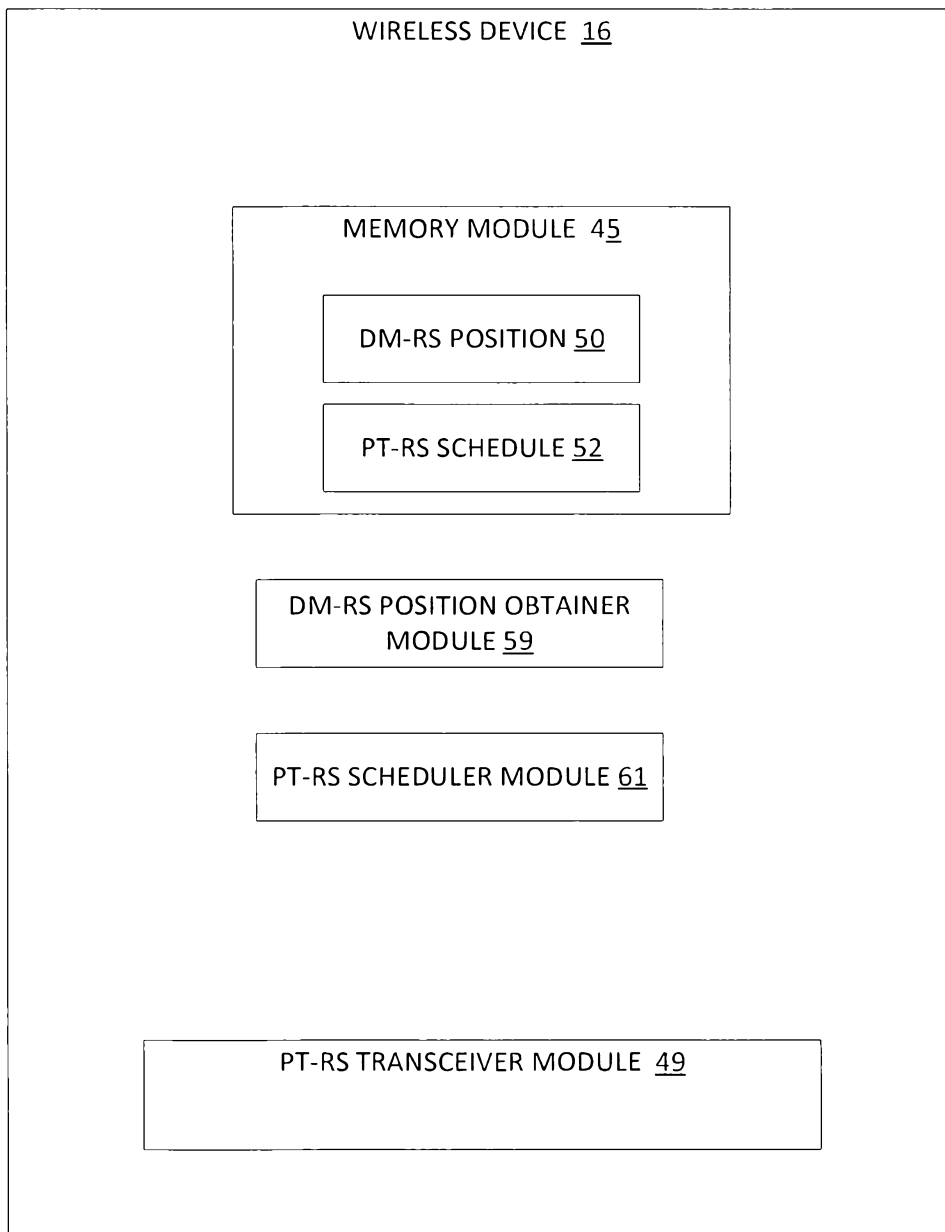 WIRELESS DEVICE 16
MEMORY MODULE 45
DM-RS POSITION 50
PT-RS SCHEDULE 52
DM-RS POSITION OBTAINER
MODULE 59
PT-RS SCHEDULER MODULE 61
PT-RS TRANSCEIVER MODULE 49